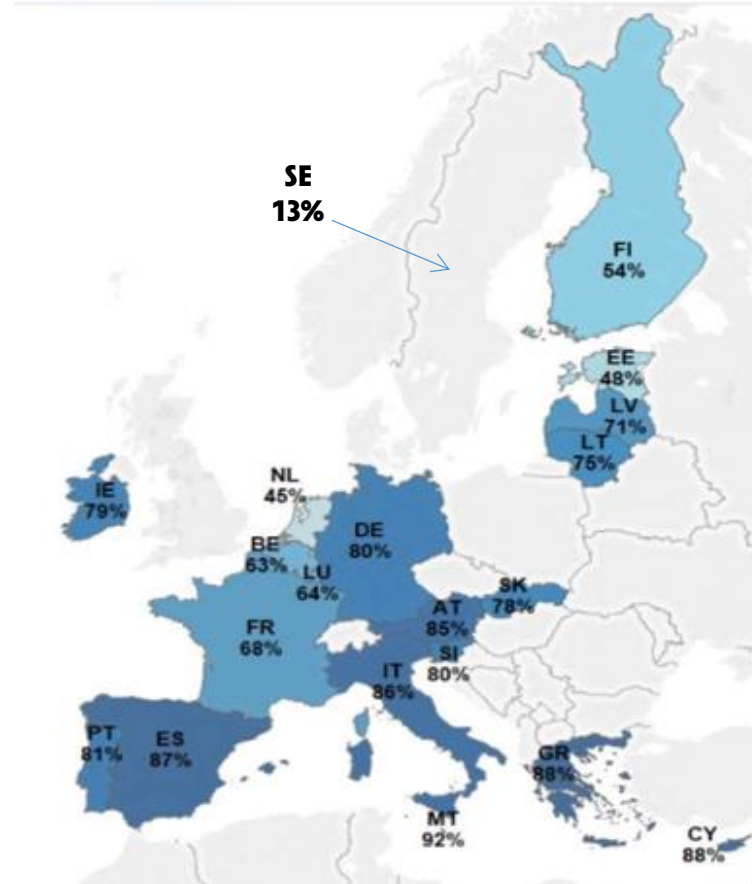 SE
13%
FI
54%
EE
48%
LV
71%
LT
75%
IE
79%
NL
45%
BE
63%
LU
64%
DE
80%
SK
78%
AT
85%
FR
68%
SI
80%
IT
86%
PT
81%
ES
87%
GR
88%
MT
92%
CY
88%